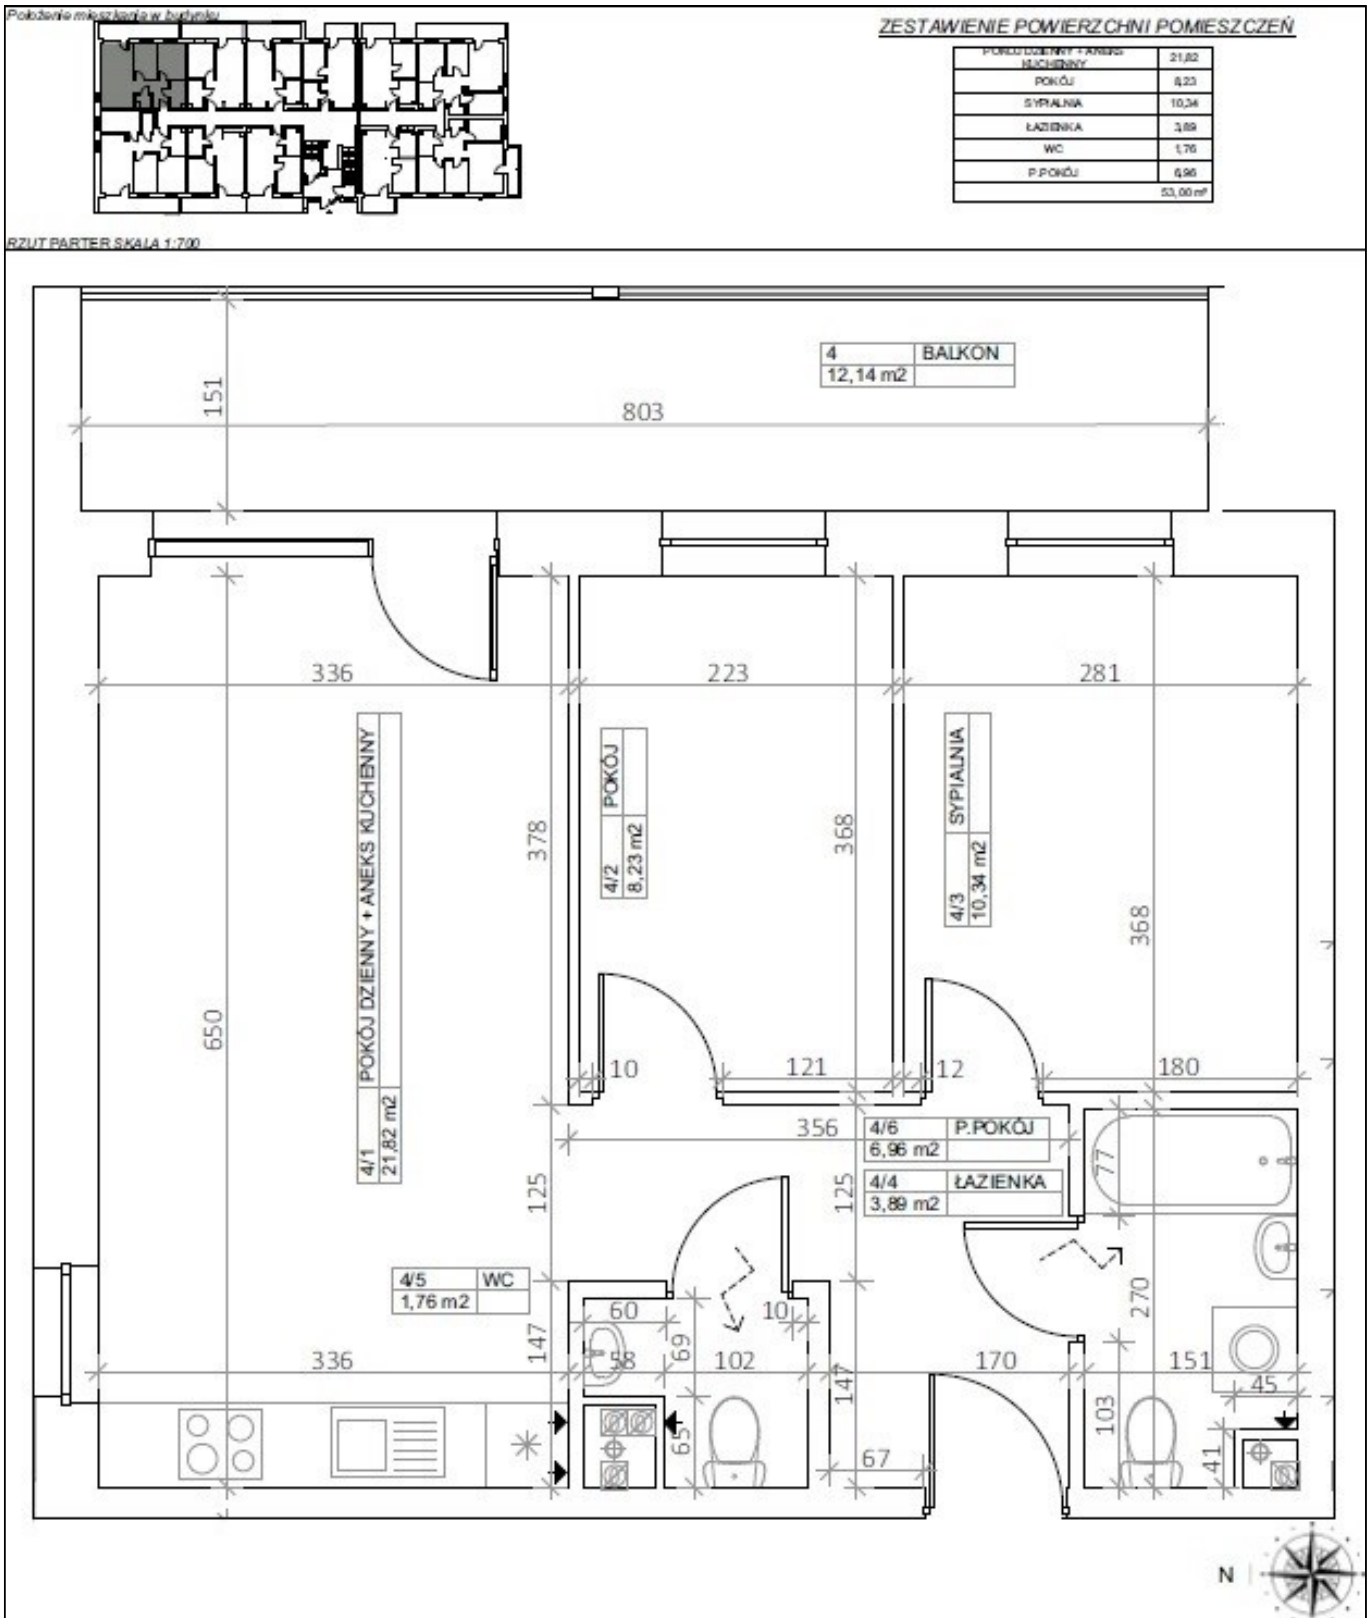 Położenie mieszkania w budynku
ZESTAWIENIE POWIERZCHNI POMIESZCZEŃ
POKÓJ DZIENNY + ANEKS
KUCHENNY 21,82
POKÓJ 8,23
SYPIALNIA 10,34
ŁAZIENKA 3,89
WC 1,76
P.POKÓJ 6,96
53,00 m²
RZUT PARTER SKALA 1:700
4 BALKON
12,14 m2
151
803
336
223
281
4/1 POKÓJ DZIENNY + ANEKS KUCHENNY
21,82 m2
4/2 POKÓJ
8,23 m2
4/3 SYPIALNIA
10,34 m2
378
368
368
650
10
121
12
180
356
4/6 P.POKÓJ
6,96 m2
4/4 ŁAZIENKA
3,89 m2
77
125
125
4/5 WC
1,76 m2
270
60
10
69
147
336
58
102
147
170
151
45
103
65
67
41
N